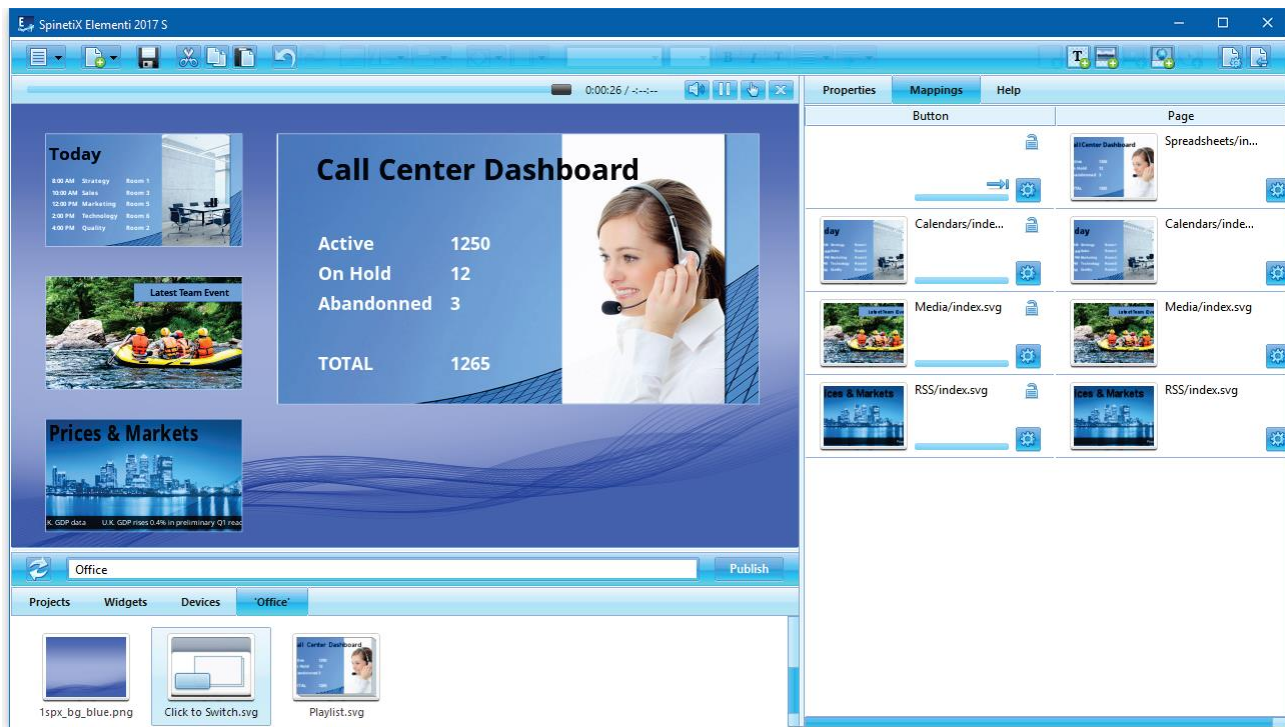 SpinetiX Elementi 2017 S
0:00:26 / -:--:--
Today
8:00 AM Strategy Room 1
10:00 AM Sales Room 3
12:00 PM Marketing Room 5
2:00 PM Technology Room 6
4:00 PM Quality Room 2
Latest Team Event
Prices & Markets
K. GDP data U.K. GDP rises 0.4% in preliminary Q1 read
Call Center Dashboard
Active 1250
On Hold 12
Abandonned 3
TOTAL 1265
Office
Publish
Projects Widgets Devices 'Office'
1spx_bg_blue.png Click to Switch.svg Playlist.svg
Properties Mappings Help
Button Page
Spreadsheets/in...
Calendars/inde... Calendars/inde...
Media/index.svg Media/index.svg
RSS/index.svg RSS/index.svg